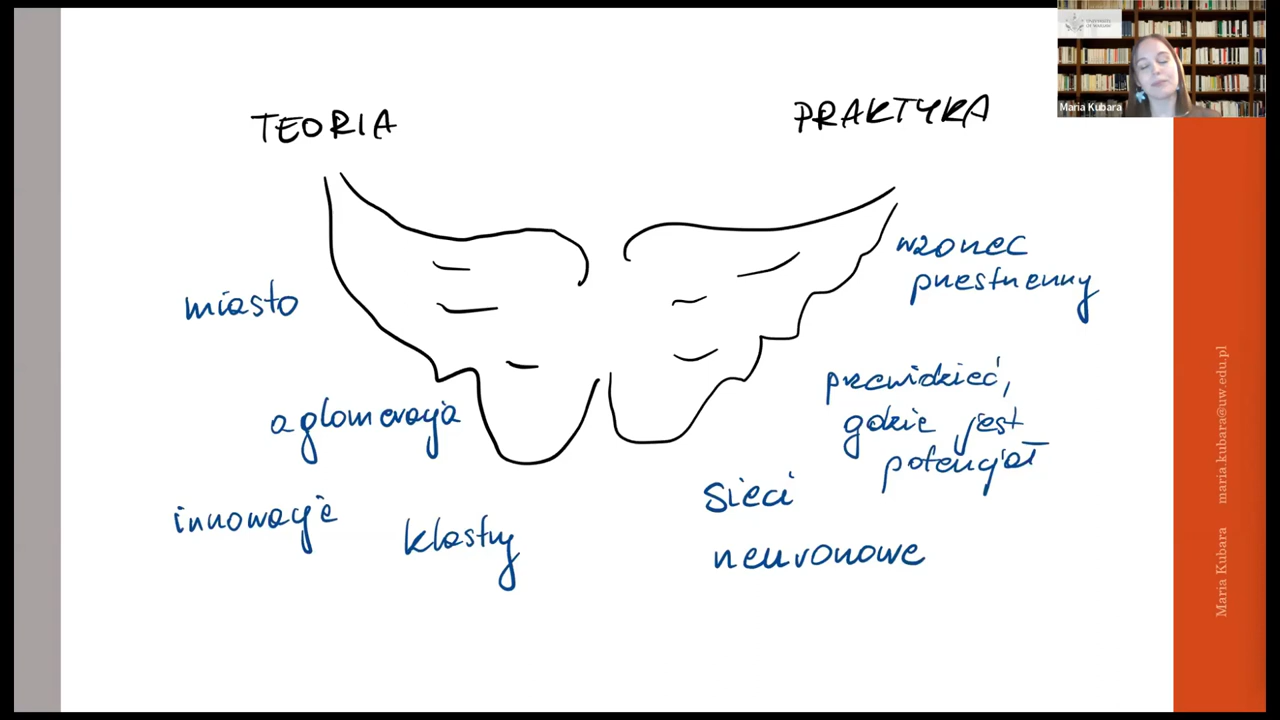 TEORIA
PRAKTYKA
miasto
aglomeracja
innowacje
klastry
wzorzec
przestrzenny
przewidzieć,
gdzie jest
potencjał
sieci
neuronowe
Maria Kubara
Maria Kubara maria.kubara@uw.edu.pl